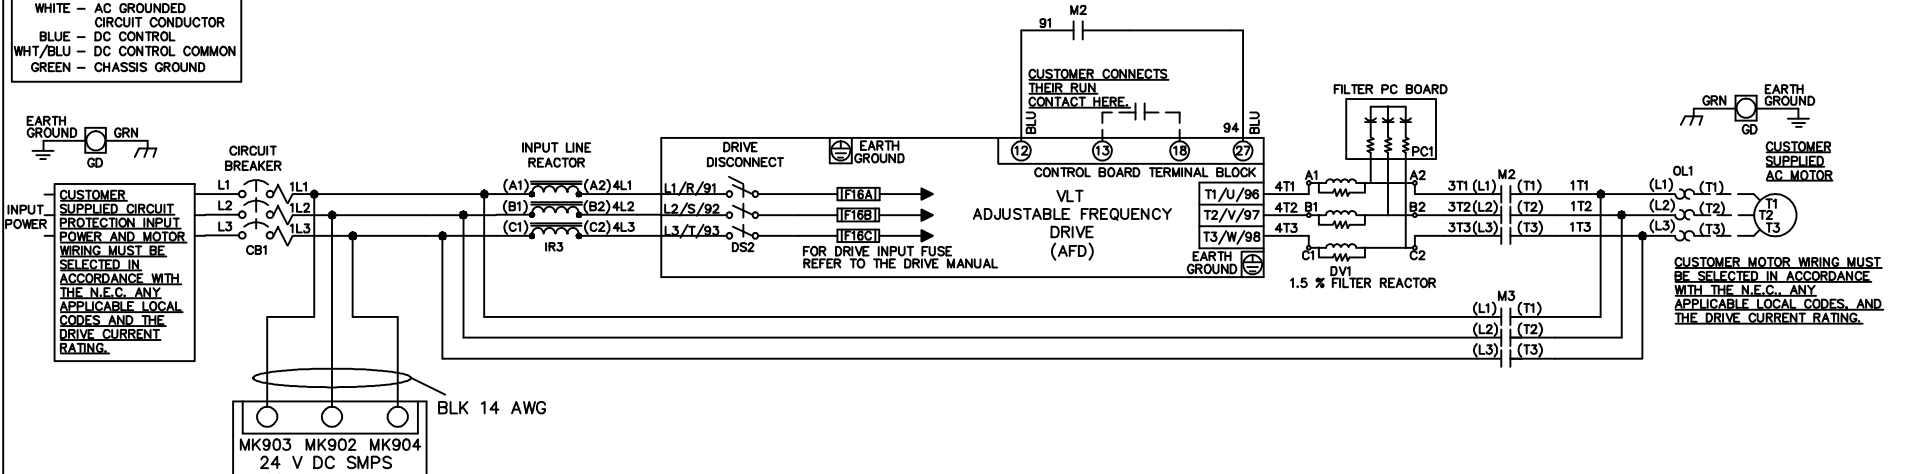 WHITE – AC GROUNDED
CIRCUIT CONDUCTOR
BLUE – DC CONTROL
WHT/BLU – DC CONTROL COMMON
GREEN – CHASSIS GROUND
EARTH
GROUND
GRN
GD
INPUT
POWER
CUSTOMER
SUPPLIED CIRCUIT
PROTECTION INPUT
POWER AND MOTOR
WIRING MUST BE
SELECTED IN
ACCORDANCE WITH
THE N.E.C. ANY
APPLICABLE LOCAL
CODES AND THE
DRIVE CURRENT
RATING.
CIRCUIT
BREAKER
L1
1L1
L2
1L2
L3
1L3
CB1
MK903 MK902 MK904
24 V DC SMPS
BLK 14 AWG
INPUT LINE
REACTOR
(A1) (A2)4L1
(B1) (B2)4L2
(C1) (C2)4L3
IR3
L1/R/91
L2/S/92
L3/T/93
DRIVE
DISCONNECT
DS2
EARTH
GROUND
F16A
F16B
F16C
FOR DRIVE INPUT FUSE
REFER TO THE DRIVE MANUAL
M2
91
CUSTOMER CONNECTS
THEIR RUN
CONTACT HERE.
BLU
94
BLU
12 13 18 27
CONTROL BOARD TERMINAL BLOCK
VLT
ADJUSTABLE FREQUENCY
DRIVE
(AFD)
T1/U/96
T2/V/97
T3/W/98
EARTH
GROUND
4T1
4T2
4T3
FILTER PC BOARD
PC1
A1 A2
B1 B2
C1 C2
DV1
1.5 % FILTER REACTOR
M2
3T1 (L1) (T1) 1T1
3T2(L2) (T2) 1T2
3T3(L3) (T3) 1T3
M3
(L1) (T1)
(L2) (T2)
(L3) (T3)
OL1
(L1) (T1)
(L2) (T2)
(L3) (T3)
T1
T2
T3
GRN
GD
EARTH
GROUND
CUSTOMER
SUPPLIED
AC MOTOR
CUSTOMER MOTOR WIRING MUST
BE SELECTED IN ACCORDANCE
WITH THE N.E.C., ANY
APPLICABLE LOCAL CODES, AND
THE DRIVE CURRENT RATING.